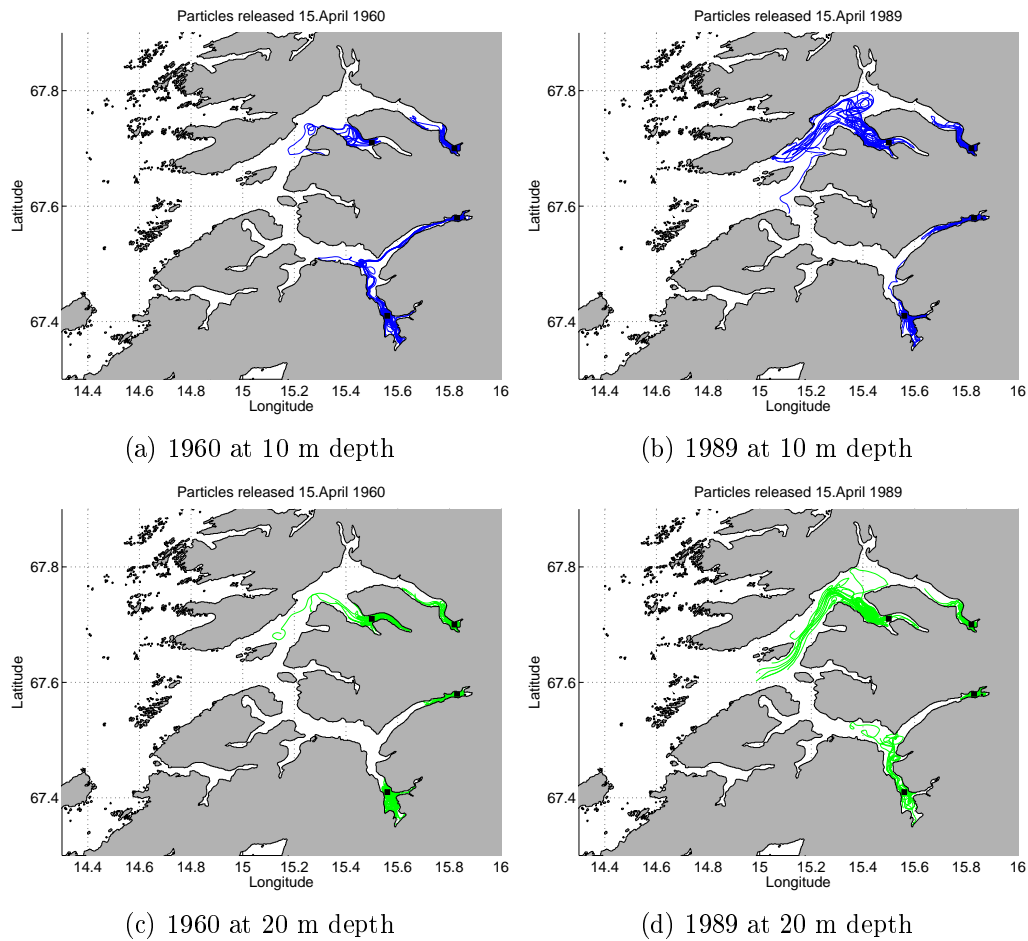 Particles released 15.April 1960
67.8
67.6
67.4
Latitude
14.4 14.6 14.8 15 15.2 15.4 15.6 15.8 16
Longitude
(a) 1960 at 10 m depth
Particles released 15.April 1989
67.8
67.6
67.4
Latitude
14.4 14.6 14.8 15 15.2 15.4 15.6 15.8 16
Longitude
(b) 1989 at 10 m depth
Particles released 15.April 1960
67.8
67.6
67.4
Latitude
14.4 14.6 14.8 15 15.2 15.4 15.6 15.8 16
Longitude
(c) 1960 at 20 m depth
Particles released 15.April 1989
67.8
67.6
67.4
Latitude
14.4 14.6 14.8 15 15.2 15.4 15.6 15.8 16
Longitude
(d) 1989 at 20 m depth